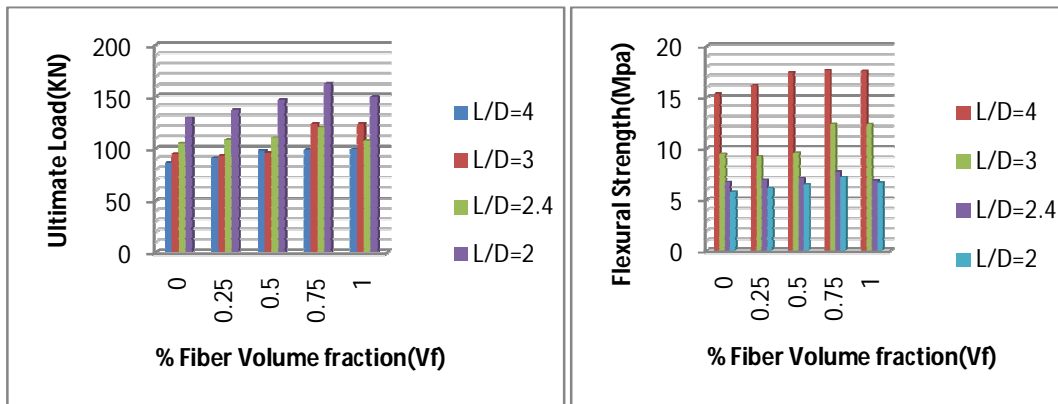 Ultimate Load(KN)
200
150
100
50
0
0
0.25
0.5
0.75
1
% Fiber Volume fraction(Vf)
L/D=4
L/D=3
L/D=2.4
L/D=2
Flexural Strength(Mpa)
20
15
10
5
0
0
0.25
0.5
0.75
1
% Fiber Volume fraction(Vf)
L/D=4
L/D=3
L/D=2.4
L/D=2